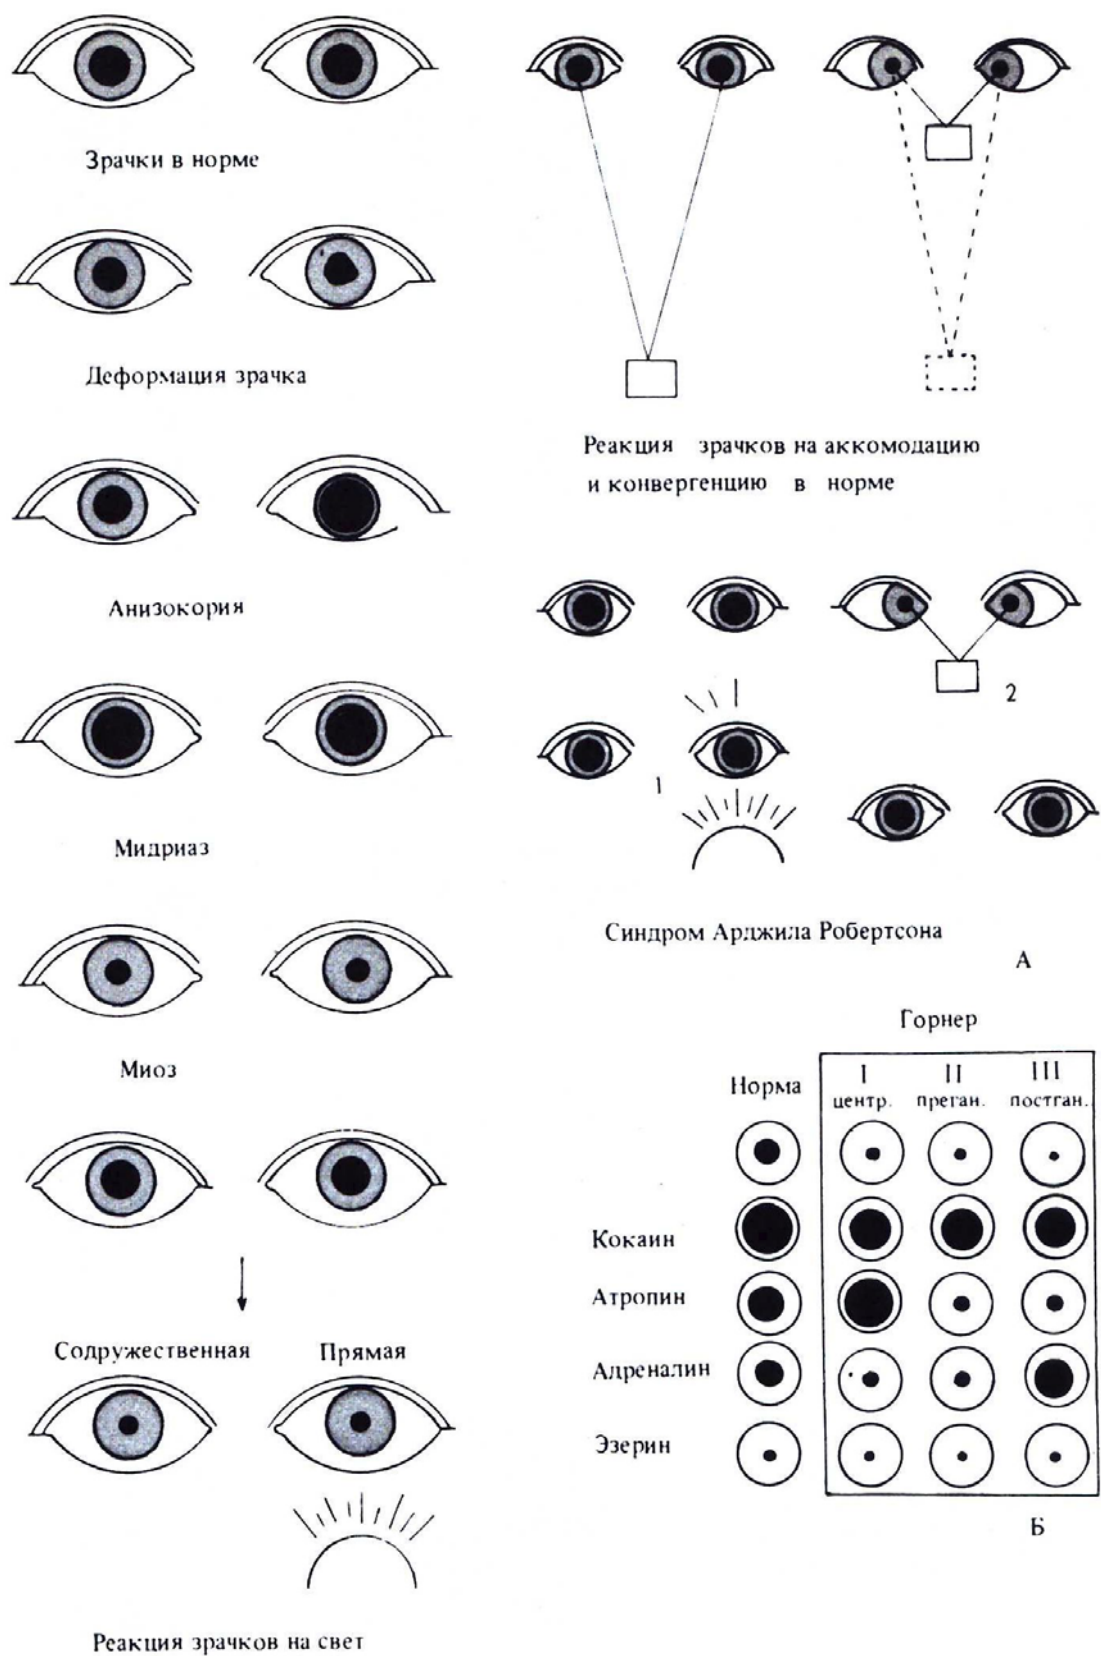 Зрачки в норме
Деформация зрачка
Анизокория
Мидриаз
Миоз
Содружественная Прямая
Реакция зрачков на свет
Реакция зрачков на аккомодацию
и конвергенцию в норме
1
2
Синдром Арджила Робертсона
А
Горнер
Норма
I II III
центр. преган. постган.
Кокаин
Атропин
Адреналин
Эзерин
Б